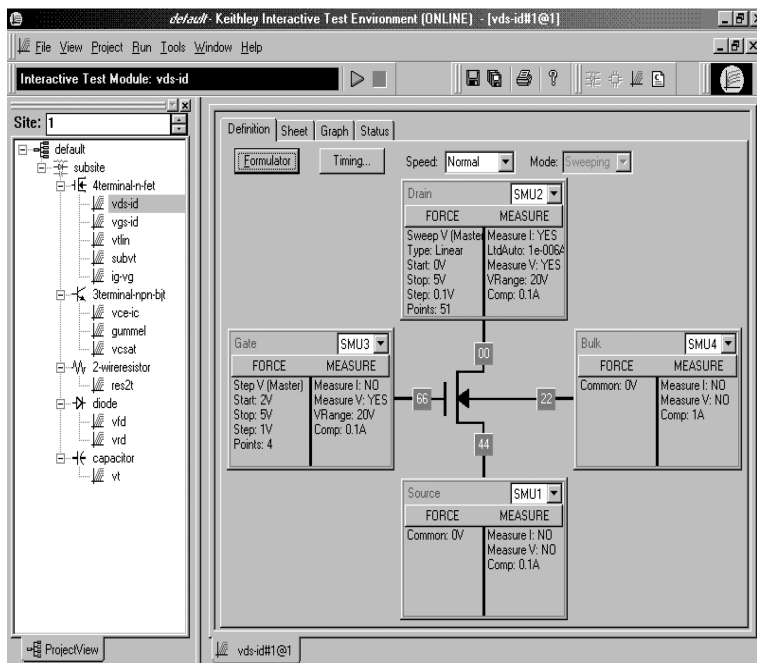 default - Keithley Interactive Test Environment (ONLINE) - [vds-id#1@1]
File View Project Run Tools Window Help
Interactive Test Module: vds-id
Site: 1
default
subsite
4terminal-n-fet
vds-id
vgs-id
vtlin
subvt
ig-vg
3terminal-npn-bjt
vce-ic
gummel
vcsat
2-wireresistor
res2t
diode
vfd
vrd
capacitor
vt
ProjectView
Definition Sheet Graph Status
Formulator Timing... Speed: Normal Mode: Sweeping
Drain SMU2
FORCE MEASURE
Sweep V (Master Measure I: YES
Type: Linear LtdAuto: 1e-006A
Start: 0V Measure V: YES
Stop: 5V VRange: 20V
Step: 0.1V Comp: 0.1A
Points: 51
00
Gate SMU3
FORCE MEASURE
Step V (Master) Measure I: NO
Start: 2V Measure V: YES
Stop: 5V VRange: 20V
Step: 1V Comp: 0.1A
Points: 4
66
22
Bulk SMU4
FORCE MEASURE
Common: 0V Measure I: NO
Measure V: NO
Comp: 1A
44
Source SMU1
FORCE MEASURE
Common: 0V Measure I: NO
Measure V: NO
Comp: 0.1A
vds-id#1@1